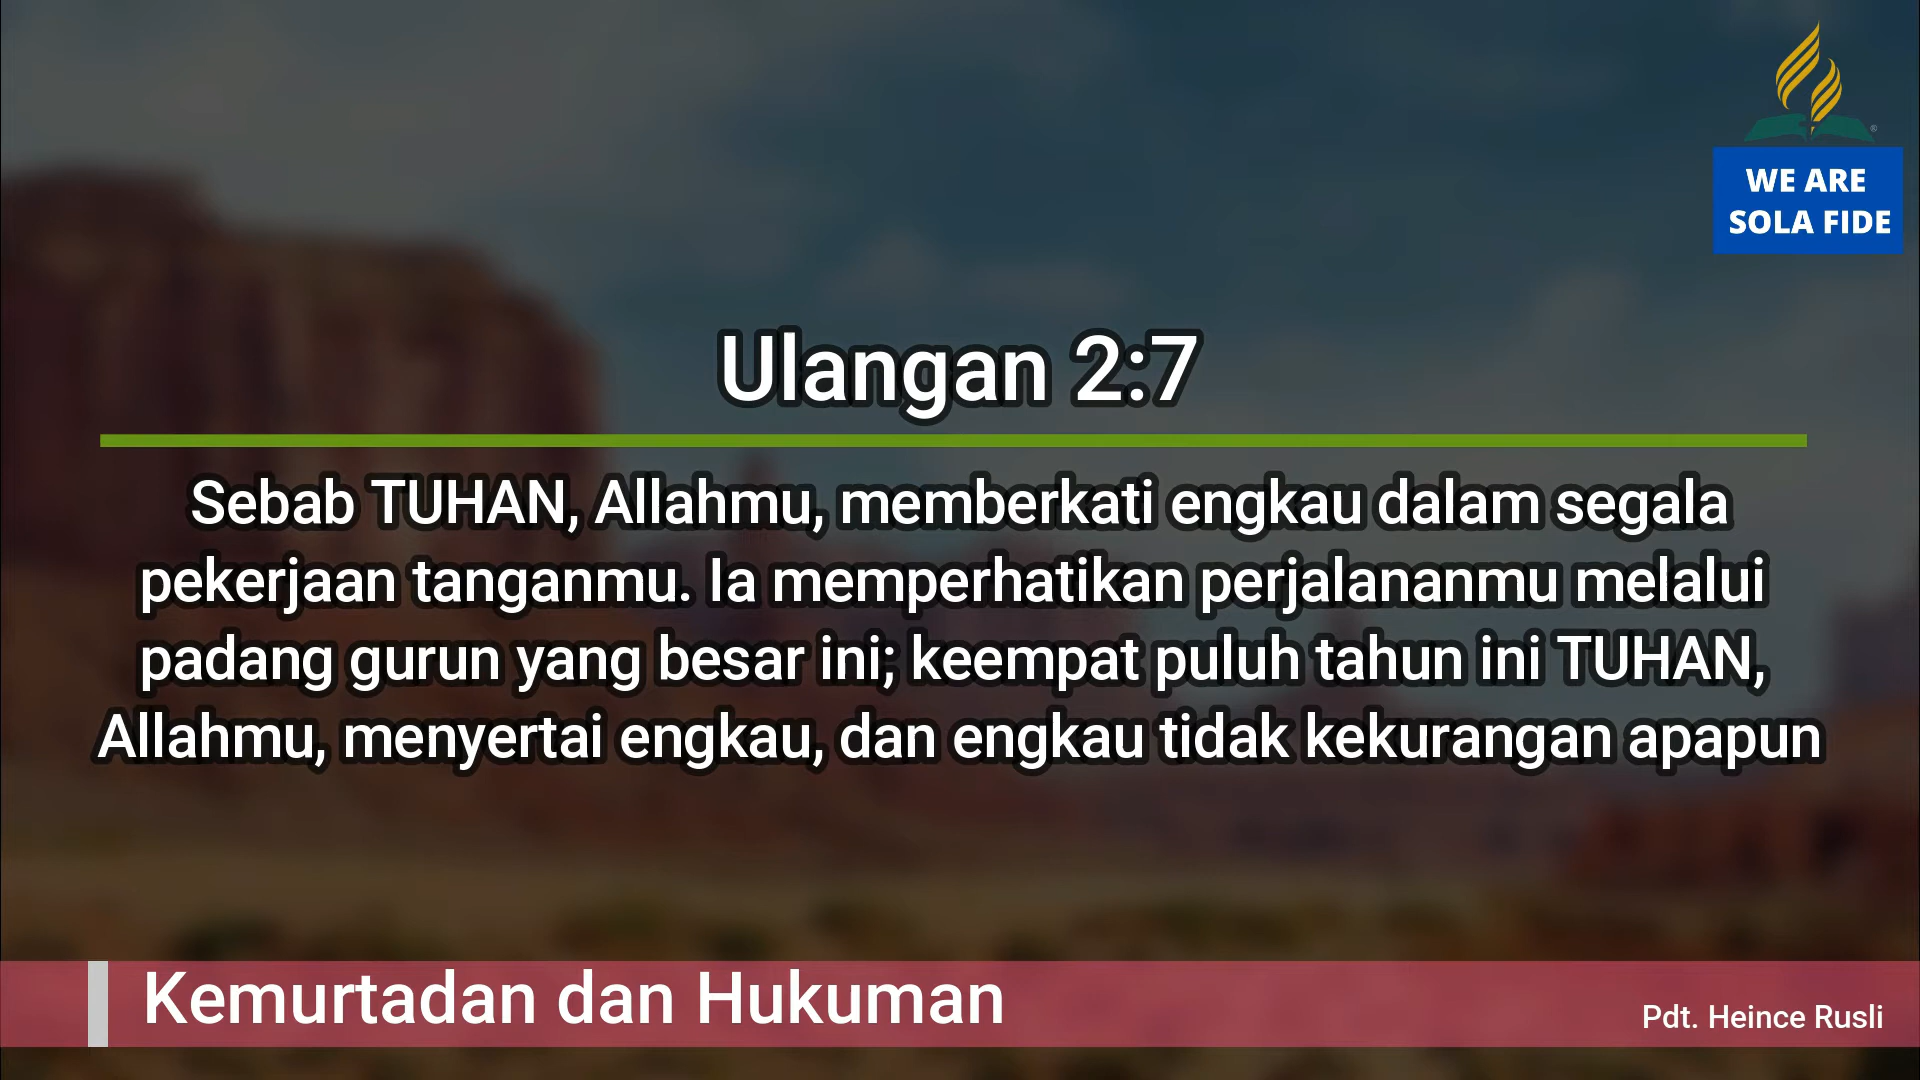 ®
WE ARE
SOLA FIDE
Ulangan 2:7
Sebab TUHAN, Allahmu, memberkati engkau dalam segala
pekerjaan tanganmu. Ia memperhatikan perjalananmu melalui
padang gurun yang besar ini; keempat puluh tahun ini TUHAN,
Allahmu, menyertai engkau, dan engkau tidak kekurangan apapun
Kemurtadan dan Hukuman
Pdt. Heince Rusli